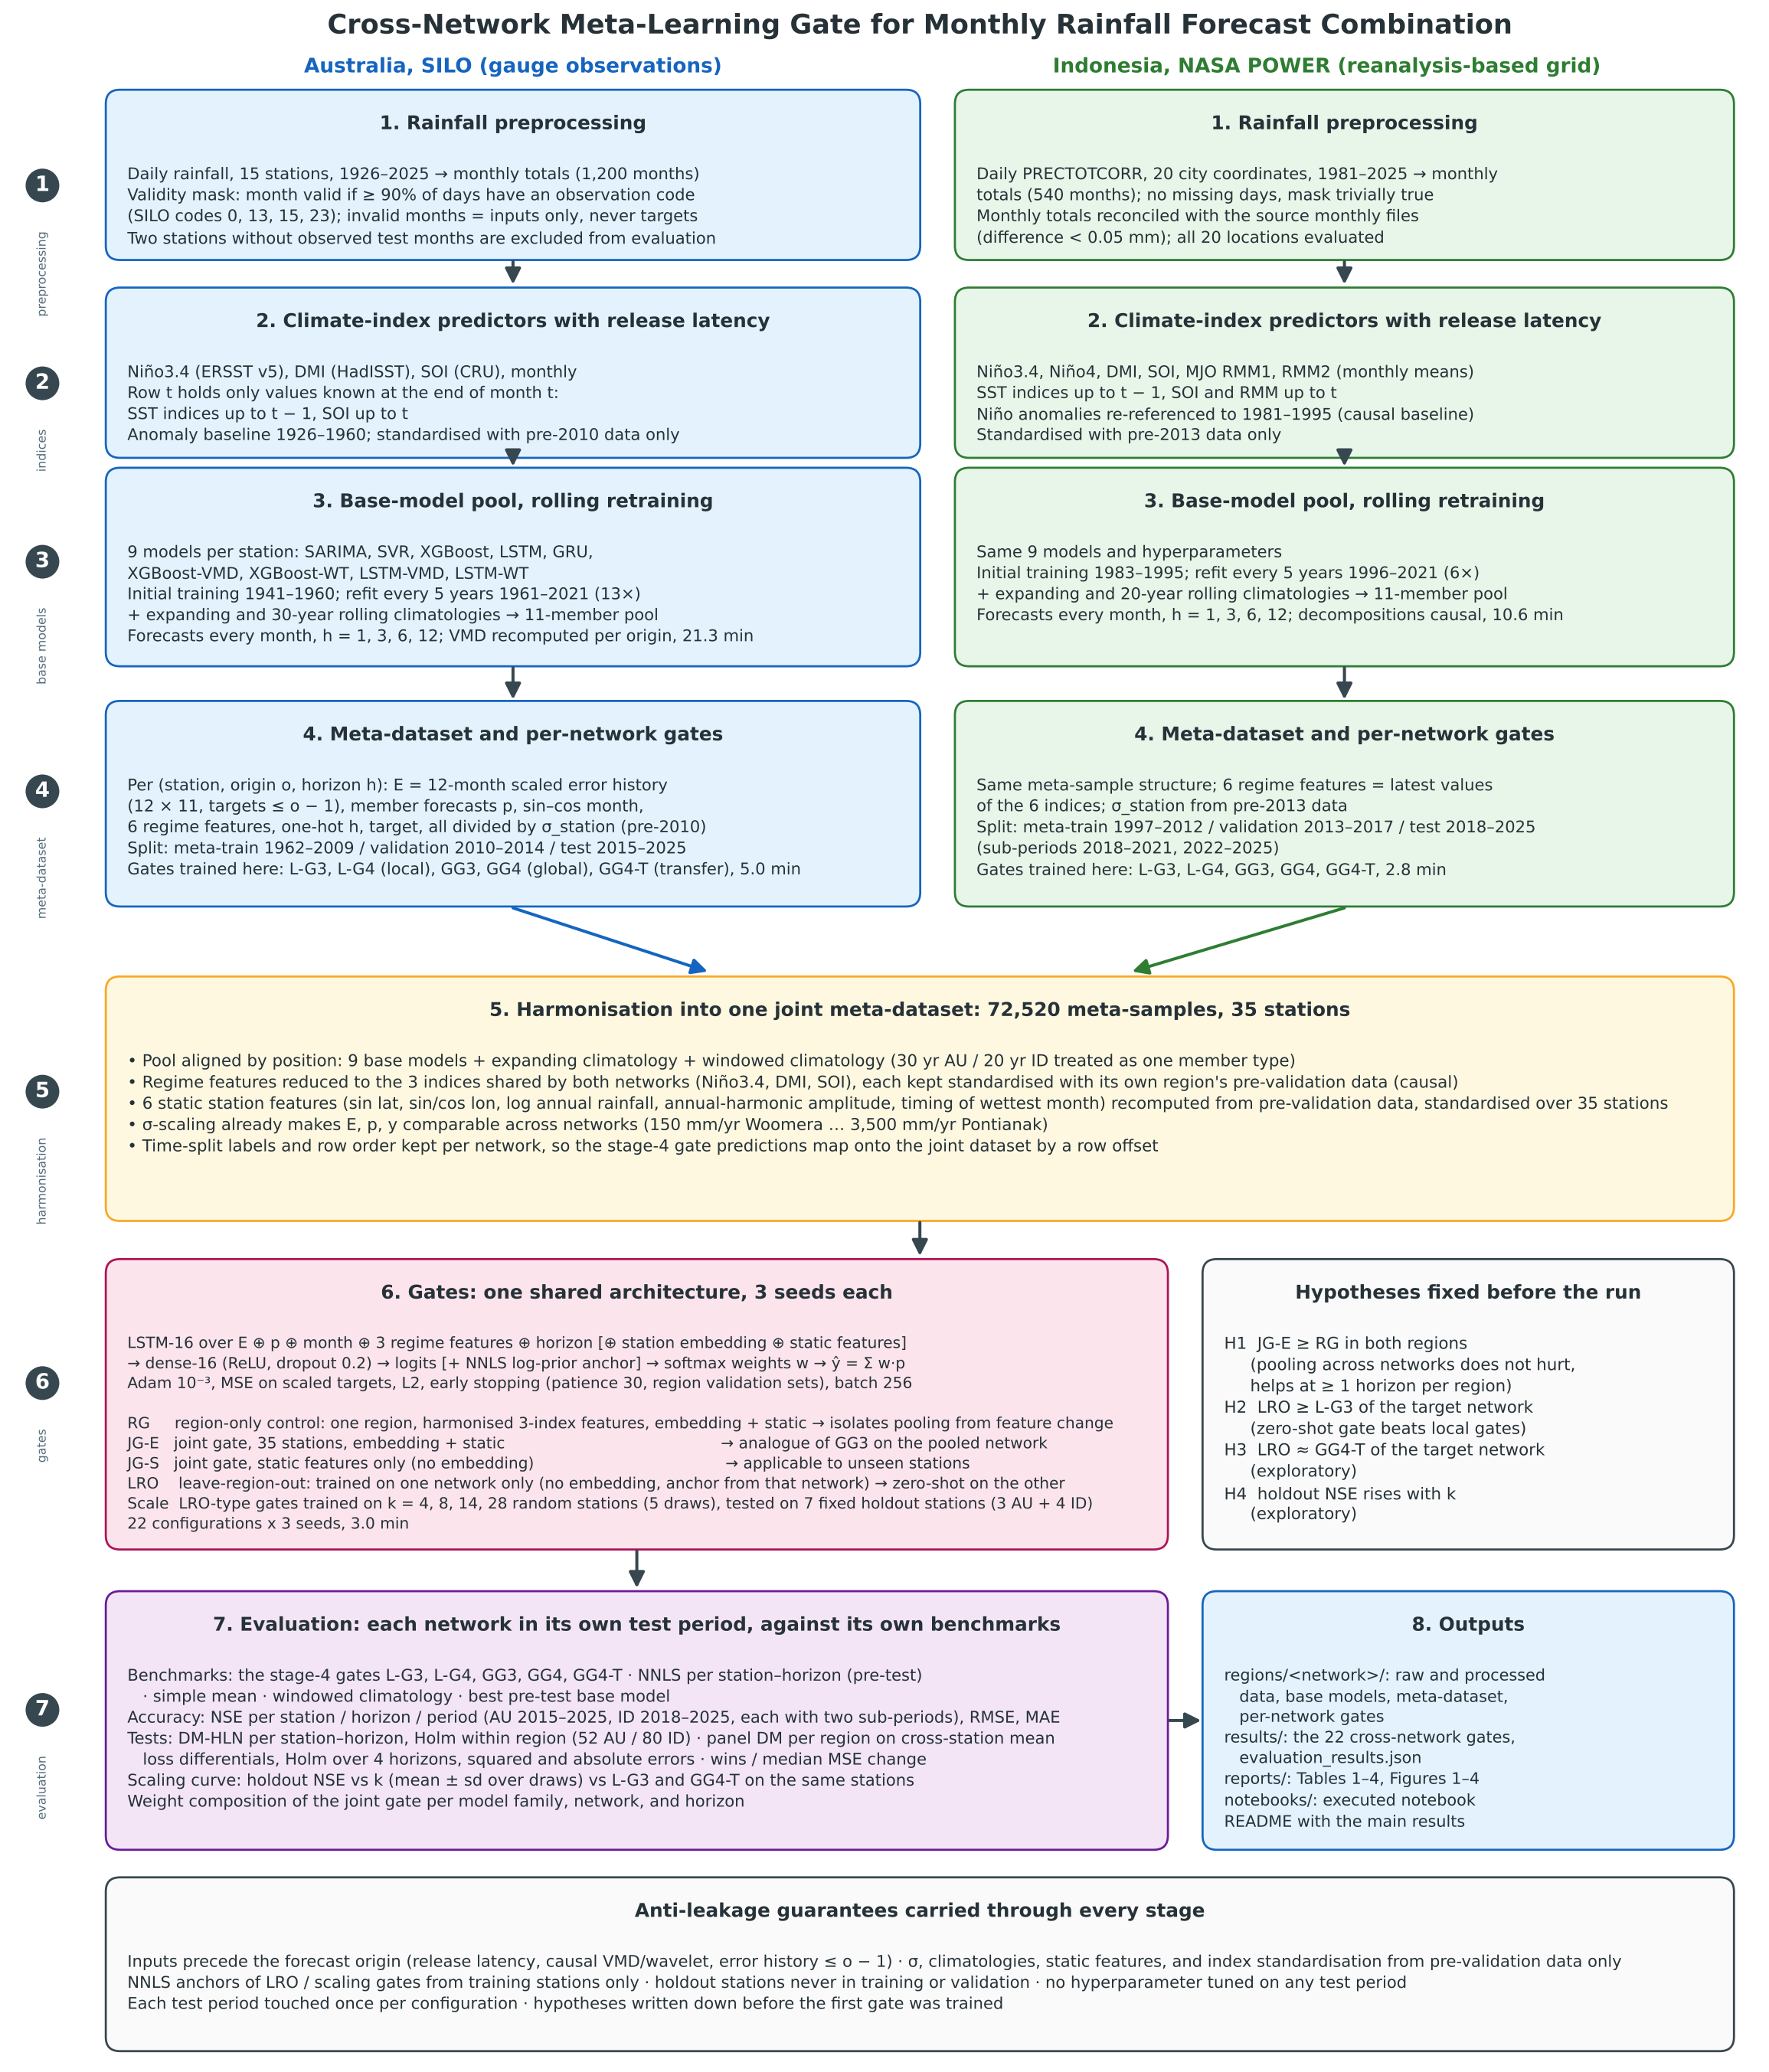 Cross-Network Meta-Learning Gate for Monthly Rainfall Forecast Combination
Australia, SILO (gauge observations)
Indonesia, NASA POWER (reanalysis-based grid)
1
preprocessing
1. Rainfall preprocessing
Daily rainfall, 15 stations, 1926–2025 → monthly totals (1,200 months)
Validity mask: month valid if ≥ 90% of days have an observation code
(SILO codes 0, 13, 15, 23); invalid months = inputs only, never targets
Two stations without observed test months are excluded from evaluation
1. Rainfall preprocessing
Daily PRECTOTCORR, 20 city coordinates, 1981–2025 → monthly
totals (540 months); no missing days, mask trivially true
Monthly totals reconciled with the source monthly files
(difference < 0.05 mm); all 20 locations evaluated
2
indices
2. Climate-index predictors with release latency
Niño3.4 (ERSST v5), DMI (HadISST), SOI (CRU), monthly
Row t holds only values known at the end of month t:
SST indices up to t − 1, SOI up to t
Anomaly baseline 1926–1960; standardised with pre-2010 data only
2. Climate-index predictors with release latency
Niño3.4, Niño4, DMI, SOI, MJO RMM1, RMM2 (monthly means)
SST indices up to t − 1, SOI and RMM up to t
Niño anomalies re-referenced to 1981–1995 (causal baseline)
Standardised with pre-2013 data only
3
base models
3. Base-model pool, rolling retraining
9 models per station: SARIMA, SVR, XGBoost, LSTM, GRU,
XGBoost-VMD, XGBoost-WT, LSTM-VMD, LSTM-WT
Initial training 1941–1960; refit every 5 years 1961–2021 (13×)
+ expanding and 30-year rolling climatologies → 11-member pool
Forecasts every month, h = 1, 3, 6, 12; VMD recomputed per origin, 21.3 min
3. Base-model pool, rolling retraining
Same 9 models and hyperparameters
Initial training 1983–1995; refit every 5 years 1996–2021 (6×)
+ expanding and 20-year rolling climatologies → 11-member pool
Forecasts every month, h = 1, 3, 6, 12; decompositions causal, 10.6 min
4
meta-dataset
4. Meta-dataset and per-network gates
Per (station, origin o, horizon h): E = 12-month scaled error history
(12 × 11, targets ≤ o − 1), member forecasts p, sin–cos month,
6 regime features, one-hot h, target, all divided by σ_station (pre-2010)
Split: meta-train 1962–2009 / validation 2010–2014 / test 2015–2025
Gates trained here: L-G3, L-G4 (local), GG3, GG4 (global), GG4-T (transfer), 5.0 min
4. Meta-dataset and per-network gates
Same meta-sample structure; 6 regime features = latest values
of the 6 indices; σ_station from pre-2013 data
Split: meta-train 1997–2012 / validation 2013–2017 / test 2018–2025
(sub-periods 2018–2021, 2022–2025)
Gates trained here: L-G3, L-G4, GG3, GG4, GG4-T, 2.8 min
5
harmonisation
5. Harmonisation into one joint meta-dataset: 72,520 meta-samples, 35 stations
• Pool aligned by position: 9 base models + expanding climatology + windowed climatology (30 yr AU / 20 yr ID treated as one member type)
• Regime features reduced to the 3 indices shared by both networks (Niño3.4, DMI, SOI), each kept standardised with its own region's pre-validation data (causal)
• 6 static station features (sin lat, sin/cos lon, log annual rainfall, annual-harmonic amplitude, timing of wettest month) recomputed from pre-validation data, standardised over 35 stations
• σ-scaling already makes E, p, y comparable across networks (150 mm/yr Woomera … 3,500 mm/yr Pontianak)
• Time-split labels and row order kept per network, so the stage-4 gate predictions map onto the joint dataset by a row offset
6
gates
6. Gates: one shared architecture, 3 seeds each
LSTM-16 over E ⊕ p ⊕ month ⊕ 3 regime features ⊕ horizon [⊕ station embedding ⊕ static features]
→ dense-16 (ReLU, dropout 0.2) → logits [+ NNLS log-prior anchor] → softmax weights w → ŷ = Σ w·p
Adam 10⁻³, MSE on scaled targets, L2, early stopping (patience 30, region validation sets), batch 256
RG region-only control: one region, harmonised 3-index features, embedding + static → isolates pooling from feature change
JG-E joint gate, 35 stations, embedding + static → analogue of GG3 on the pooled network
JG-S joint gate, static features only (no embedding) → applicable to unseen stations
LRO leave-region-out: trained on one network only (no embedding, anchor from that network) → zero-shot on the other
Scale LRO-type gates trained on k = 4, 8, 14, 28 random stations (5 draws), tested on 7 fixed holdout stations (3 AU + 4 ID)
22 configurations x 3 seeds, 3.0 min
Hypotheses fixed before the run
H1 JG-E ≥ RG in both regions
(pooling across networks does not hurt,
helps at ≥ 1 horizon per region)
H2 LRO ≥ L-G3 of the target network
(zero-shot gate beats local gates)
H3 LRO ≈ GG4-T of the target network
(exploratory)
H4 holdout NSE rises with k
(exploratory)
7
evaluation
7. Evaluation: each network in its own test period, against its own benchmarks
Benchmarks: the stage-4 gates L-G3, L-G4, GG3, GG4, GG4-T · NNLS per station–horizon (pre-test)
· simple mean · windowed climatology · best pre-test base model
Accuracy: NSE per station / horizon / period (AU 2015–2025, ID 2018–2025, each with two sub-periods), RMSE, MAE
Tests: DM-HLN per station–horizon, Holm within region (52 AU / 80 ID) · panel DM per region on cross-station mean
loss differentials, Holm over 4 horizons, squared and absolute errors · wins / median MSE change
Scaling curve: holdout NSE vs k (mean ± sd over draws) vs L-G3 and GG4-T on the same stations
Weight composition of the joint gate per model family, network, and horizon
8. Outputs
regions/<network>/: raw and processed
data, base models, meta-dataset,
per-network gates
results/: the 22 cross-network gates,
evaluation_results.json
reports/: Tables 1–4, Figures 1–4
notebooks/: executed notebook
README with the main results
Anti-leakage guarantees carried through every stage
Inputs precede the forecast origin (release latency, causal VMD/wavelet, error history ≤ o − 1) · σ, climatologies, static features, and index standardisation from pre-validation data only
NNLS anchors of LRO / scaling gates from training stations only · holdout stations never in training or validation · no hyperparameter tuned on any test period
Each test period touched once per configuration · hypotheses written down before the first gate was trained